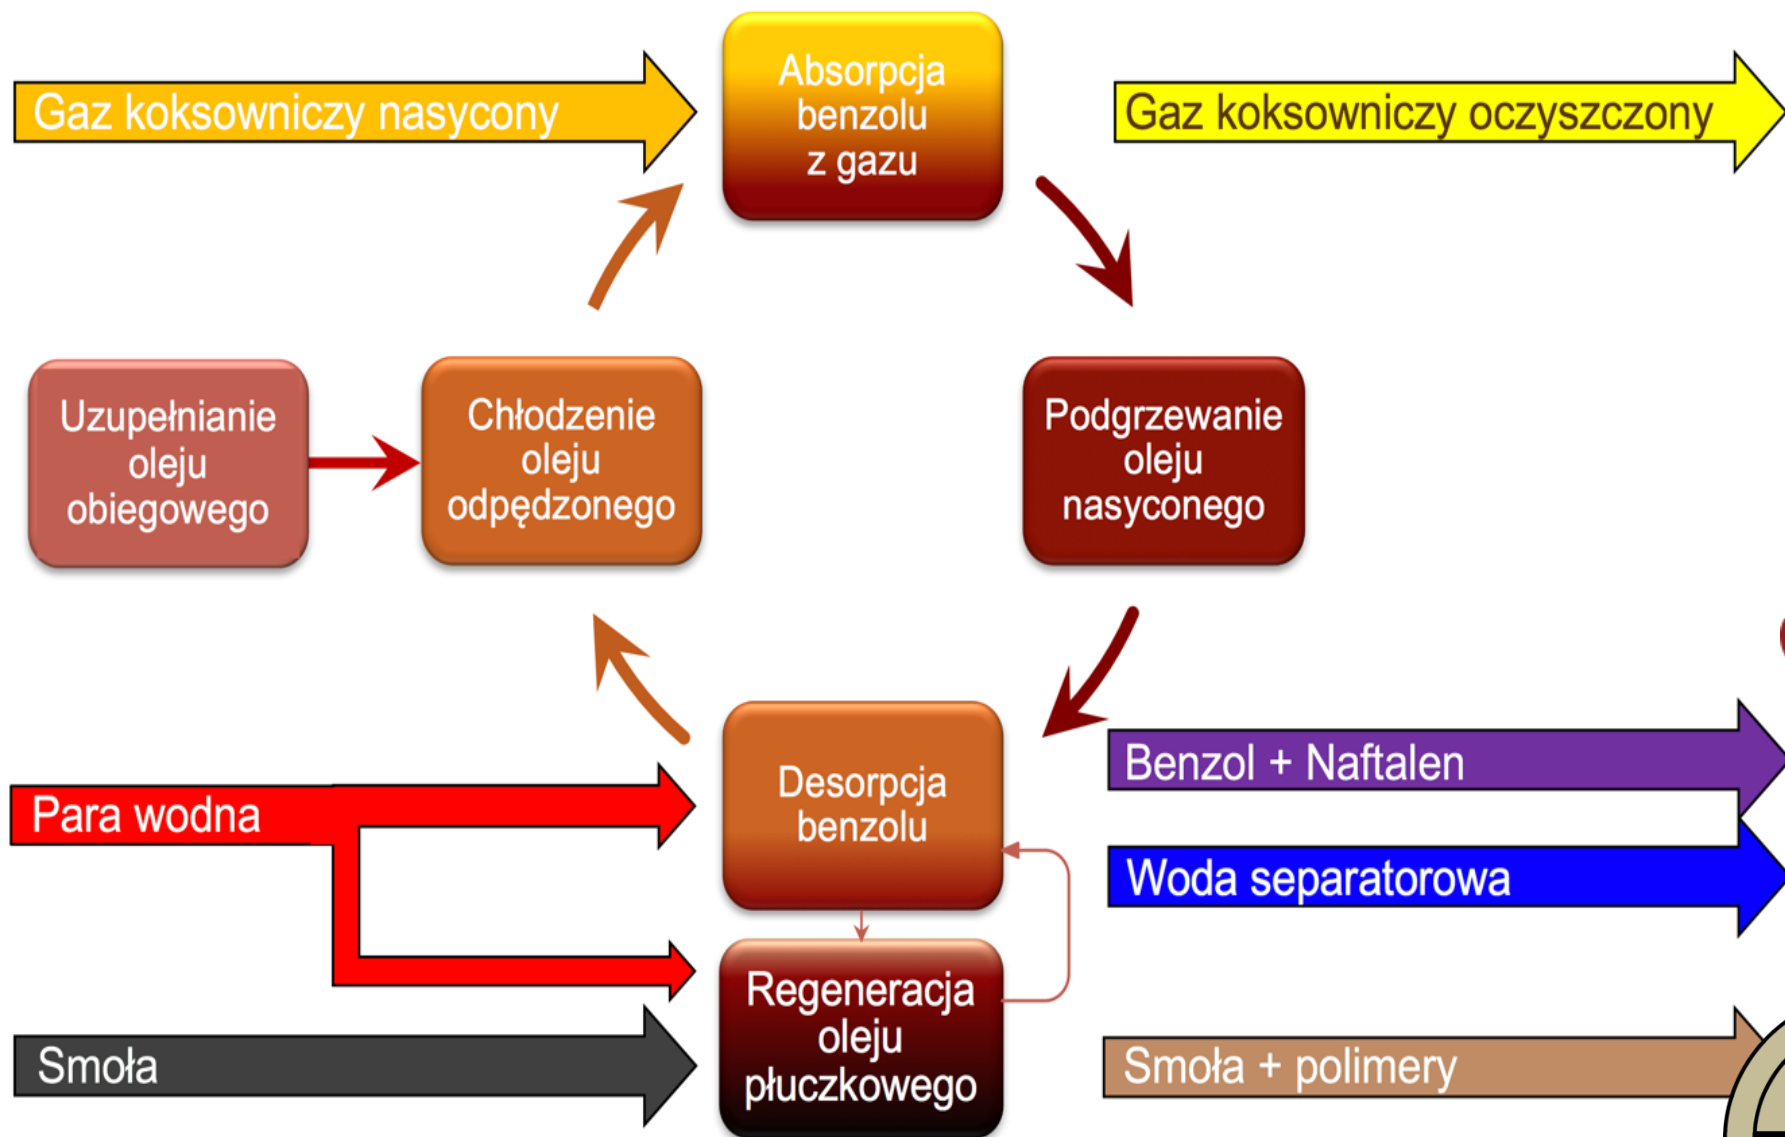 Gaz koksowniczy nasycony
Absorpcja
benzolu
z gazu
Gaz koksowniczy oczyszczony
Uzupełnianie
oleju
obiegowego
Chłodzenie
oleju
odpędzonego
Podgrzewanie
oleju
nasyconego
Para wodna
Desorpcja
benzolu
Benzol + Naftalen
Woda separatorowa
Smoła
Regeneracja
oleju
płuczkowego
Smoła + polimery